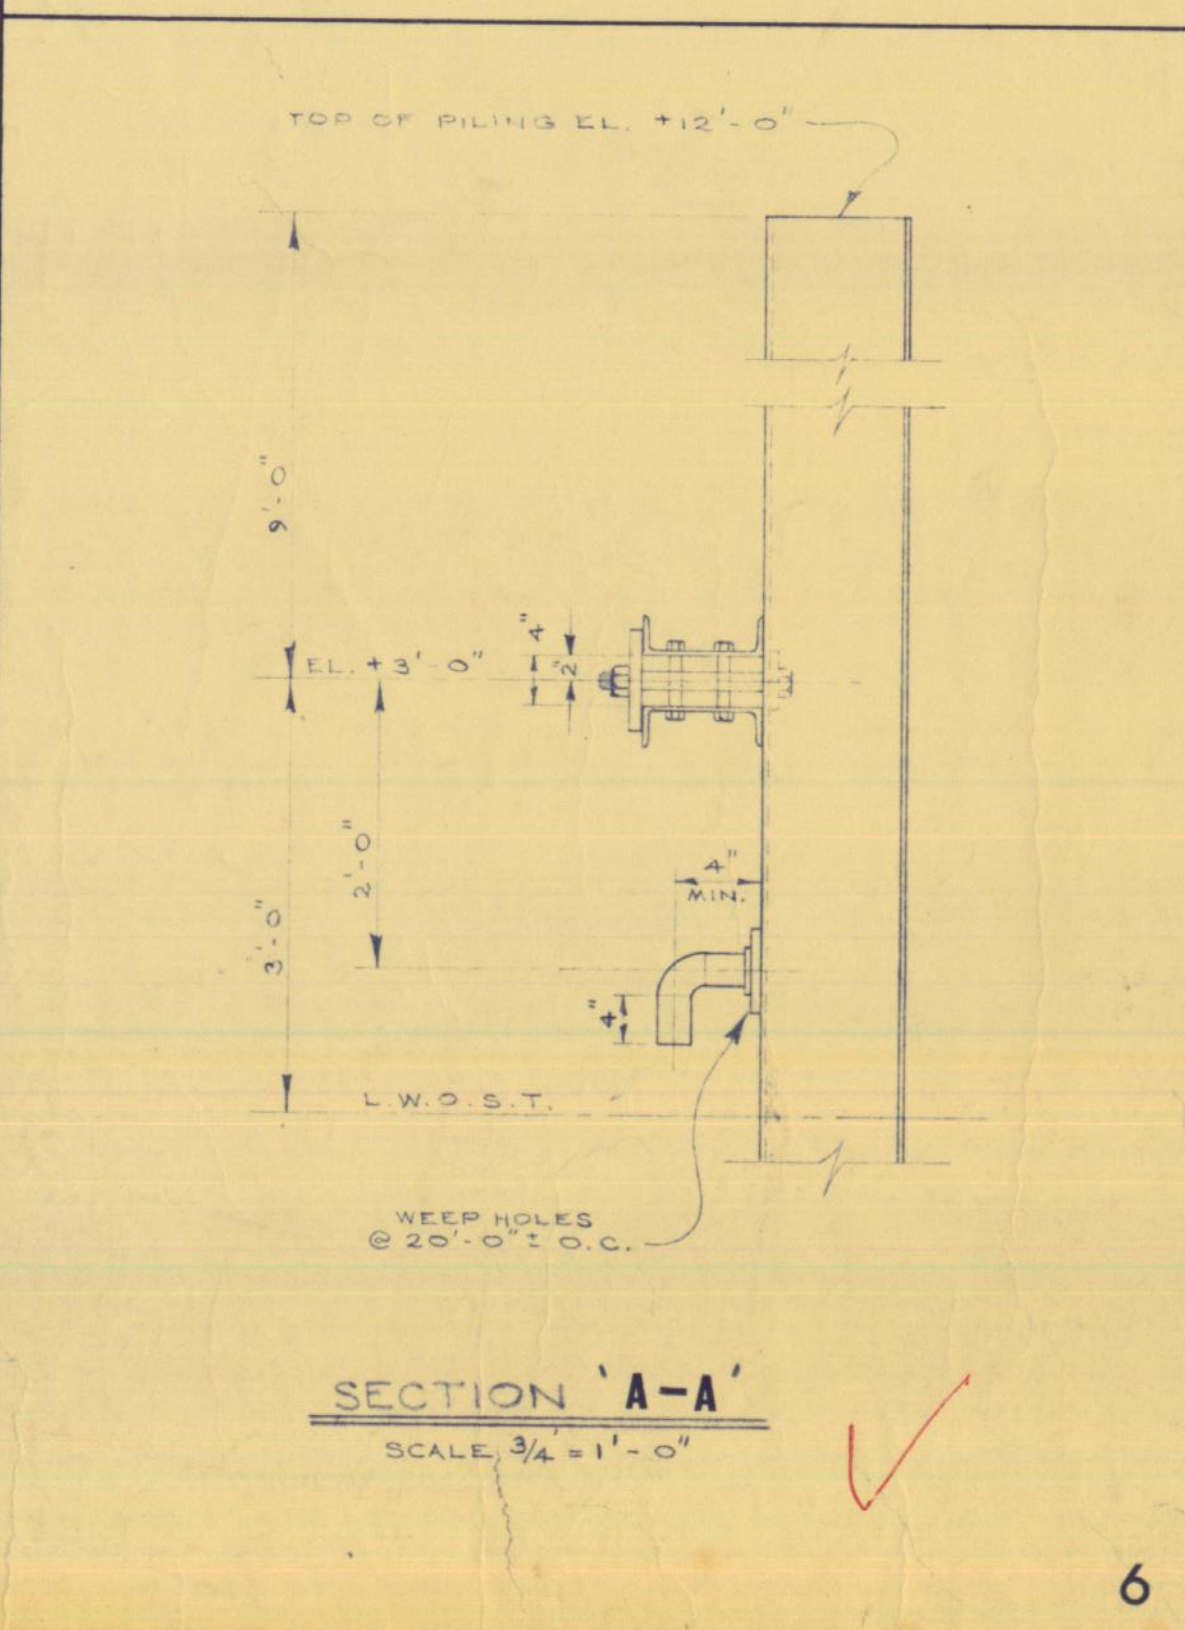 TOP OF PILING EL. +12'-0"
9'-0"
EL. +3'-0"
4"
2"
2'-0"
3'-0"
4"
MIN.
4"
L.W.O.S.T.
WEEP HOLES
@ 20'-0"± O.C.
SECTION 'A-A'
SCALE 3/4"=1'-0"
6